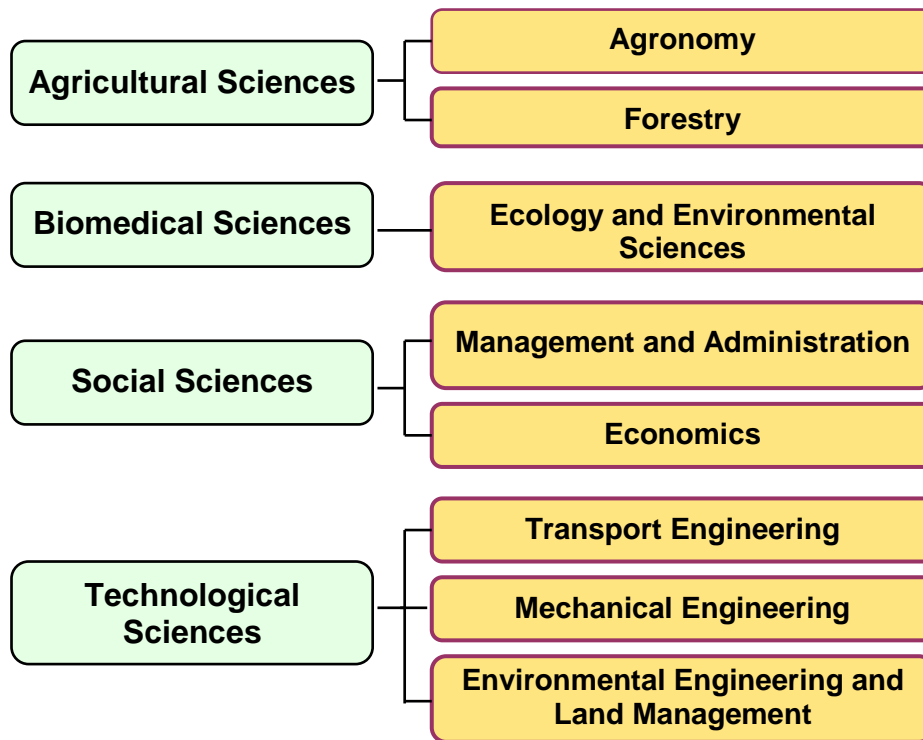 Agricultural Sciences
Agronomy
Forestry
Biomedical Sciences
Ecology and Environmental
Sciences
Social Sciences
Management and Administration
Economics
Technological
Sciences
Transport Engineering
Mechanical Engineering
Environmental Engineering and
Land Management